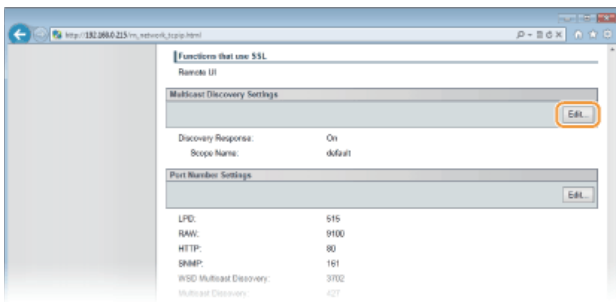 http://192.168.0.215/m_network_tcpip.html
Functions that use SSL
Remote UI
Multicast Discovery Settings
Edit...
Discovery Response: On
Scope Name: default
Port Number Settings
Edit...
LPD: 515
RAW: 9100
HTTP: 80
SNMP: 161
WSD Multicast Discovery: 3702
Multicast Discovery: 427